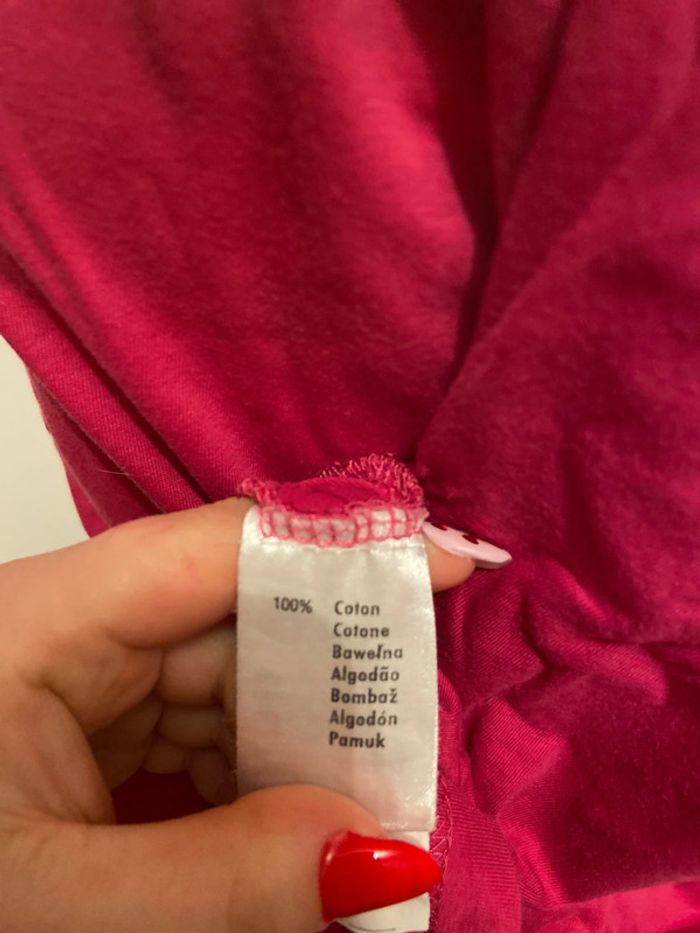 100% Coton
Cotone
Bawełna
Algodão
Bombaž
Algodón
Pamuk